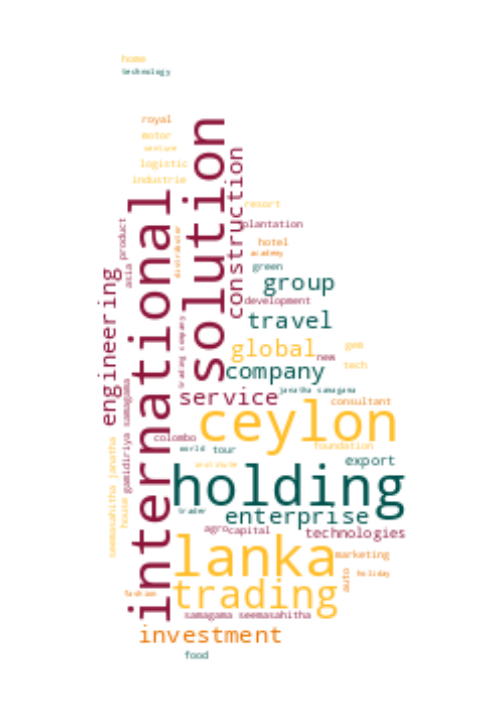 home
technology
royal
motor
venture
logistic
industrie
solution
construction
international
resort
plantation
product
asia
distributor
hotel
academy
green
group
development
engineering
travel
trading company
global
new
gem
tech
company
janatha samagama
service
consultant
gamidiriya samagama
ceylon
colombo
foundation
world
tour
seemasahitha janatha
house
institute
export
holding
trader
enterprise
agro
capital
technologies
lanka
marketing
auto
holiday
trading
fashion
samagama seemasahitha
investment
food